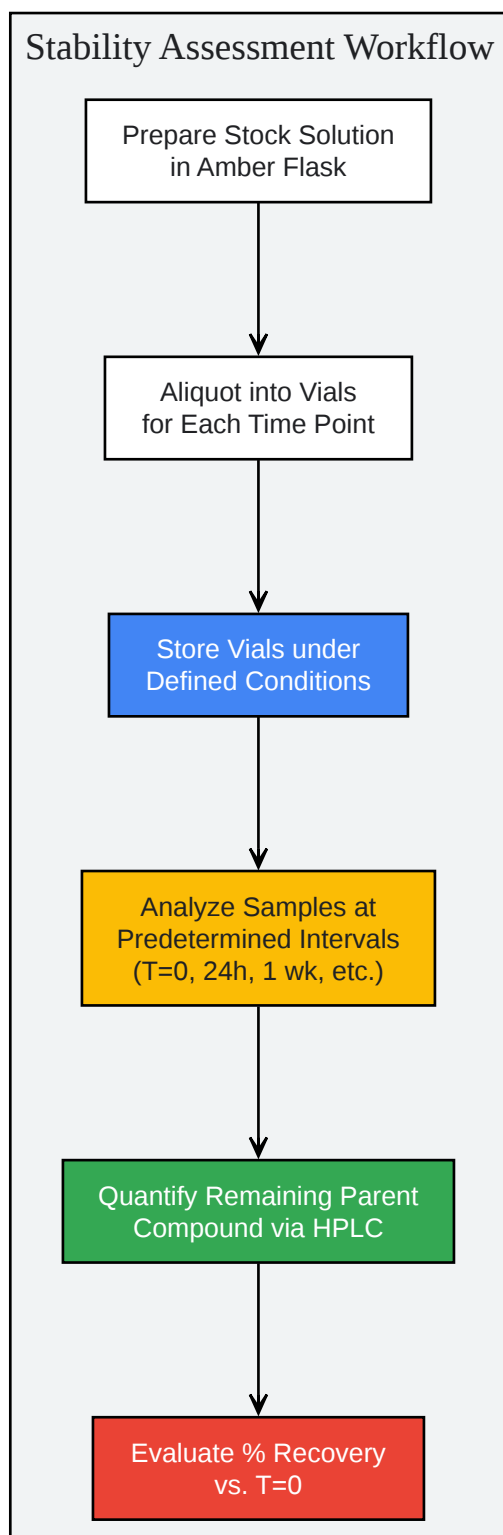 Stability Assessment Workflow
Prepare Stock Solution
in Amber Flask
Aliquot into Vials
for Each Time Point
Store Vials under
Defined Conditions
Analyze Samples at
Predetermined Intervals
(T=0, 24h, 1 wk, etc.)
Quantify Remaining Parent
Compound via HPLC
Evaluate % Recovery
vs. T=0